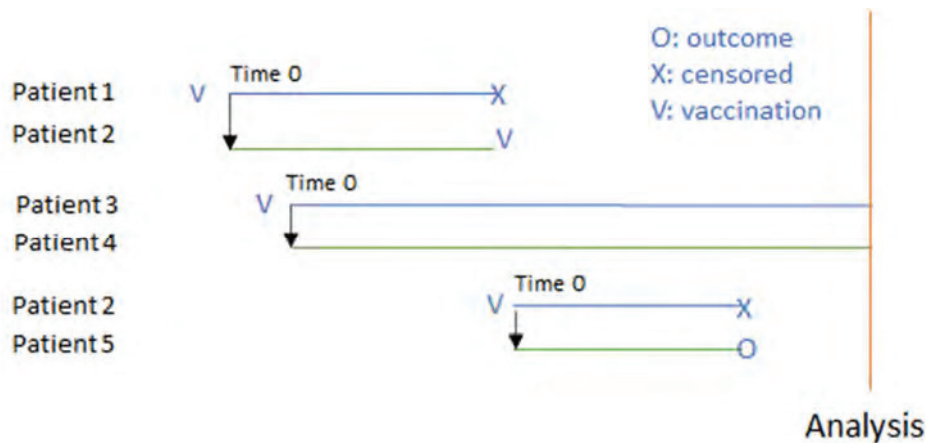 O: outcome
X: censored
V: vaccination
Time 0
Patient 1 V X
Patient 2 V
Time 0
Patient 3 V
Patient 4
Time 0
Patient 2 V X
Patient 5 O
Analysis